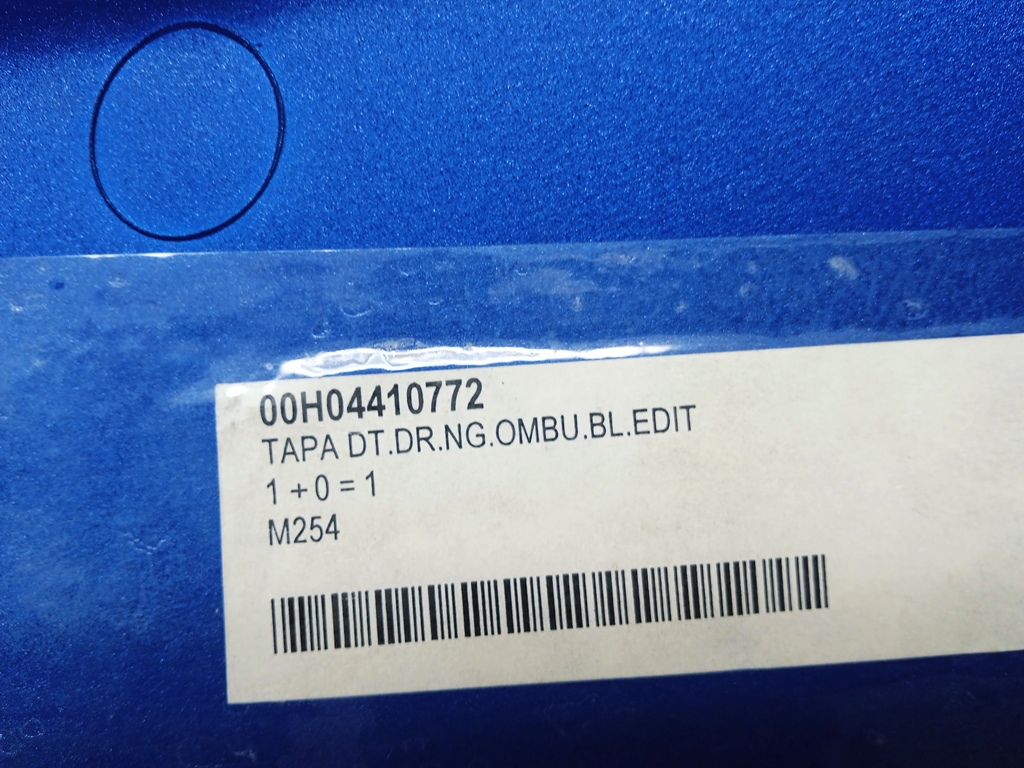 00H04410772
TAPA DT.DR.NG.OMBU.BL.EDIT
1 + 0 = 1
M254